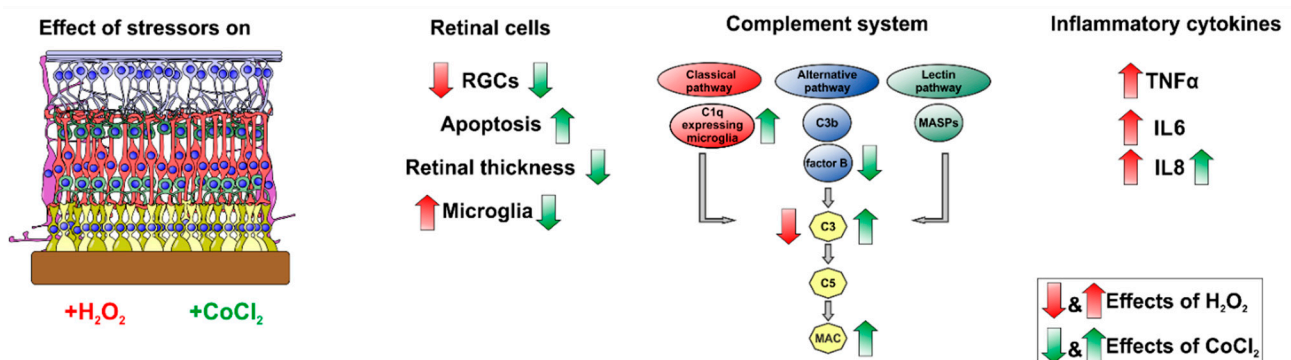 Effect of stressors on
+H₂O₂
+CoCl₂
Retinal cells
RGCs
Apoptosis
Retinal thickness
Microglia
Complement system
Classical
pathway
Alternative
pathway
Lectin
pathway
C1q
expressing
microglia
C3b
MASPs
factor B
C3
C5
MAC
Inflammatory cytokines
TNFα
IL6
IL8
& Effects of H₂O₂
& Effects of CoCl₂